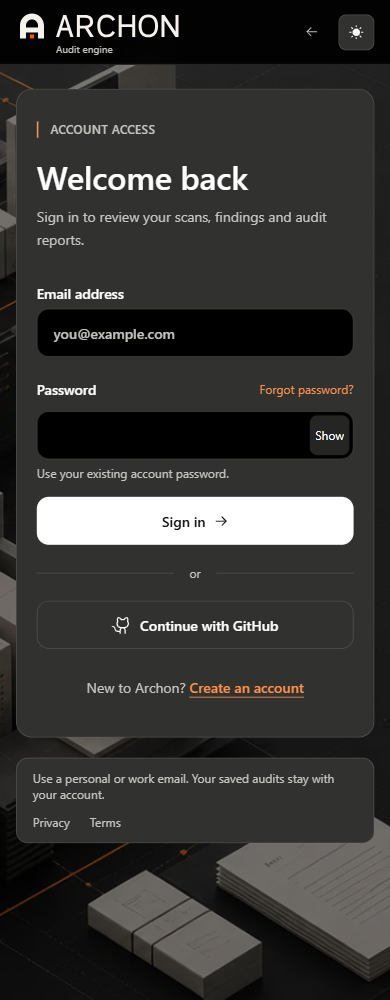 ARCHON
Audit engine
ACCOUNT ACCESS
Welcome back
Sign in to review your scans, findings and audit
reports.
Email address
you@example.com
Password
Forgot password?
Show
Use your existing account password.
Sign in →
or
Continue with GitHub
New to Archon? Create an account
Use a personal or work email. Your saved audits stay with
your account.
Privacy
Terms